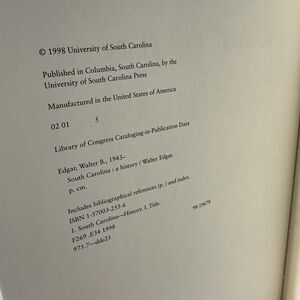 © 1998 University of South Carolina
Published in Columbia, South Carolina, by the
University of South Carolina Press
Manufactured in the United States of America
02 01 5
Library of Congress Cataloging-in-Publication Data
Edgar, Walter B., 1943–
South Carolina : a history / Walter Edgar.
p. cm.
Includes bibliographical references (p. ) and index.
ISBN 1-57003-255-6
1. South Carolina—History. I. Title.
F269 .E34 1998
975.7—ddc21 98-19679